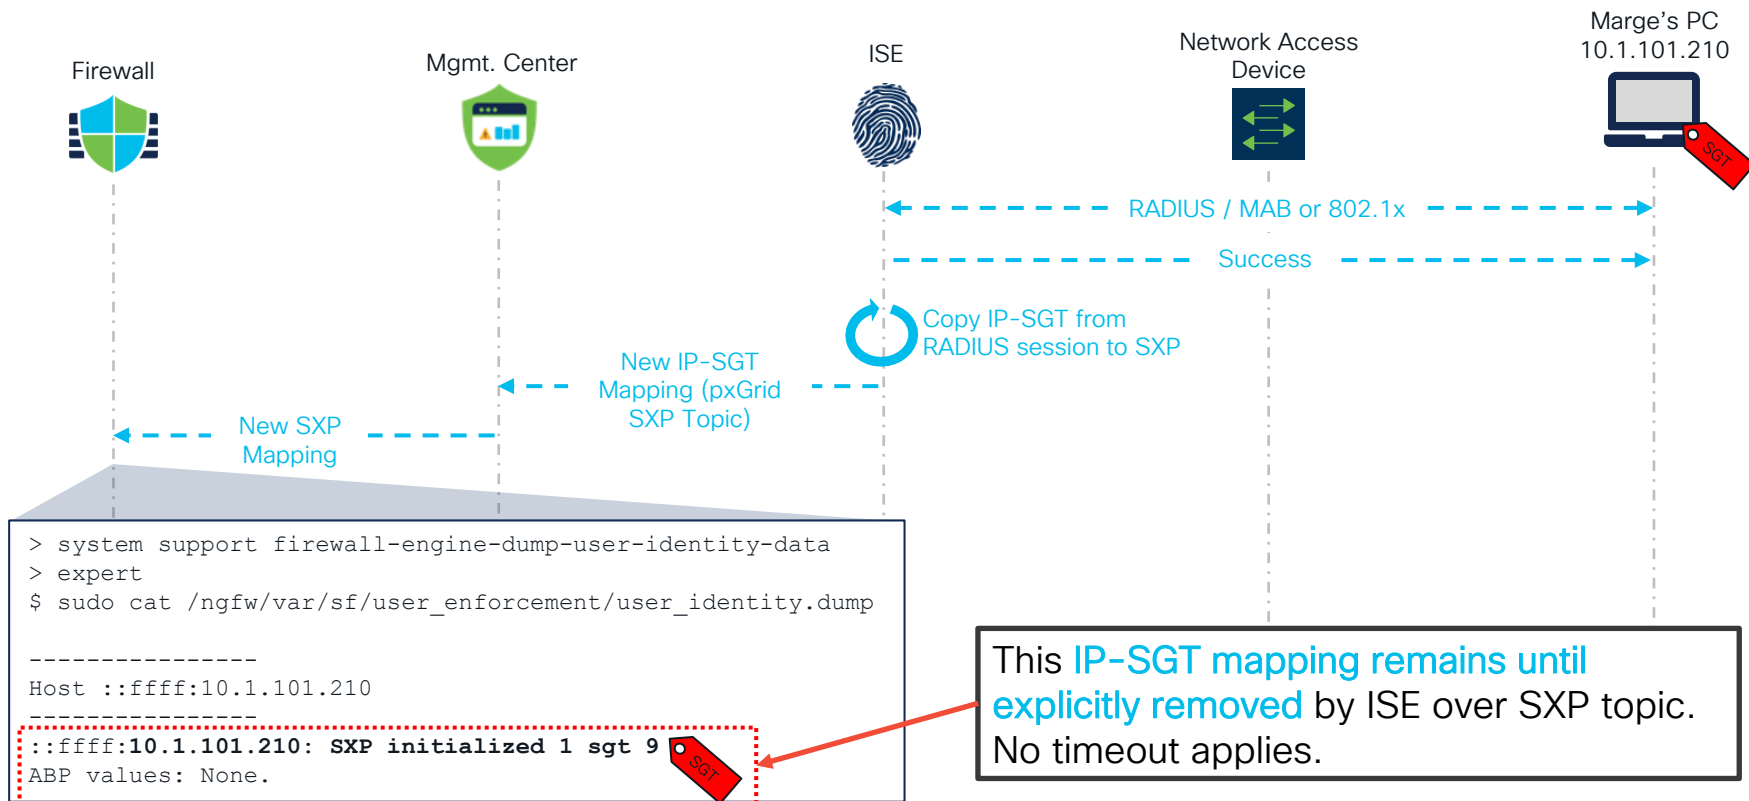 Firewall
Mgmt. Center
ISE
Network Access
Device
Marge's PC
10.1.101.210
SGT
RADIUS / MAB or 802.1x
Success
Copy IP-SGT from
RADIUS session to SXP
New IP-SGT
Mapping (pxGrid
SXP Topic)
New SXP
Mapping
> system support firewall-engine-dump-user-identity-data
> expert
$ sudo cat /ngfw/var/sf/user_enforcement/user_identity.dump
----------------
Host ::ffff:10.1.101.210
----------------
::ffff:10.1.101.210: SXP initialized 1 sgt 9
SGT
ABP values: None.
This IP-SGT mapping remains until
explicitly removed by ISE over SXP topic.
No timeout applies.